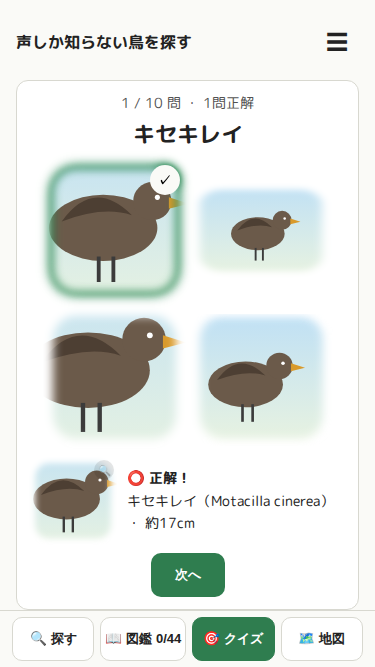 声しか知らない鳥を探す
1 / 10 問 · 1問正解
キセキレイ
✓
⭕ 正解！
キセキレイ（Motacilla cinerea）
· 約17cm
次へ
🔍 探す
📖 図鑑 0/44
🎯 クイズ
🗺️ 地図